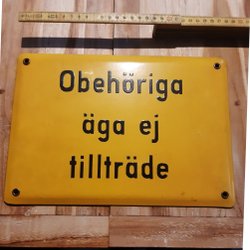 Obehöriga
äga ej
tillträde